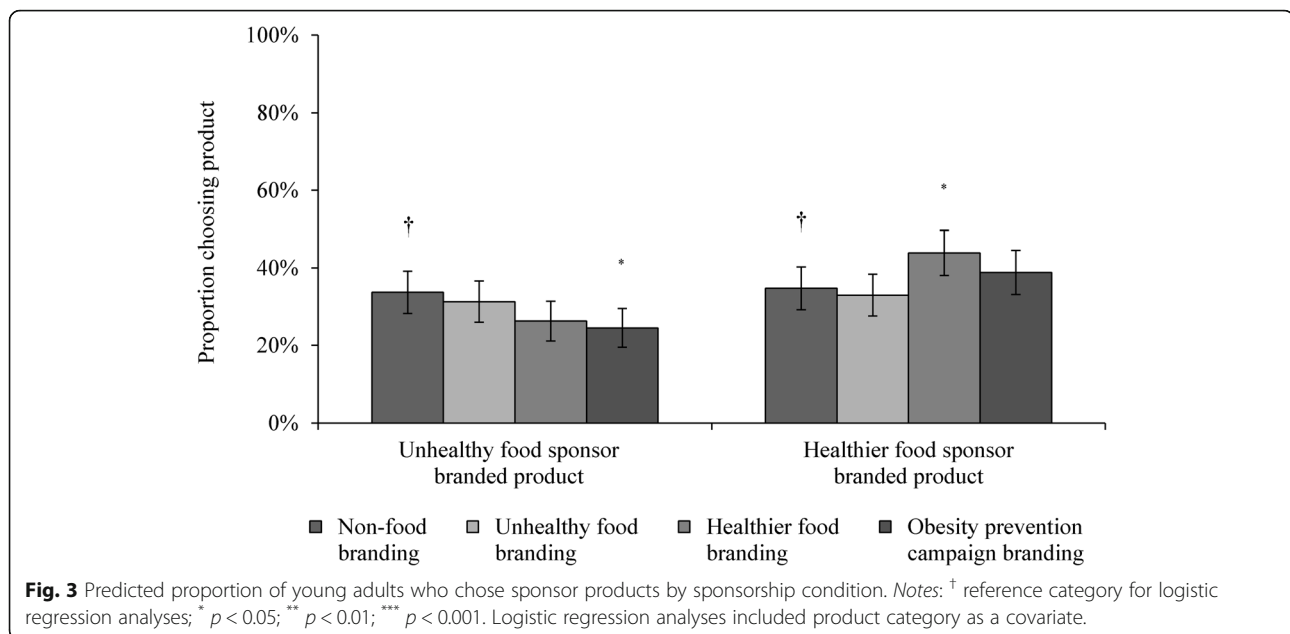 100%
80%
60%
40%
20%
0%
Proportion choosing product
†
*
†
*
Unhealthy food sponsor
branded product
Healthier food sponsor
branded product
Non-food
branding
Unhealthy food
branding
Healthier food
branding
Obesity prevention
campaign branding
Fig. 3 Predicted proportion of young adults who chose sponsor products by sponsorship condition. Notes: † reference category for logistic
regression analyses; * p < 0.05; ** p < 0.01; *** p < 0.001. Logistic regression analyses included product category as a covariate.